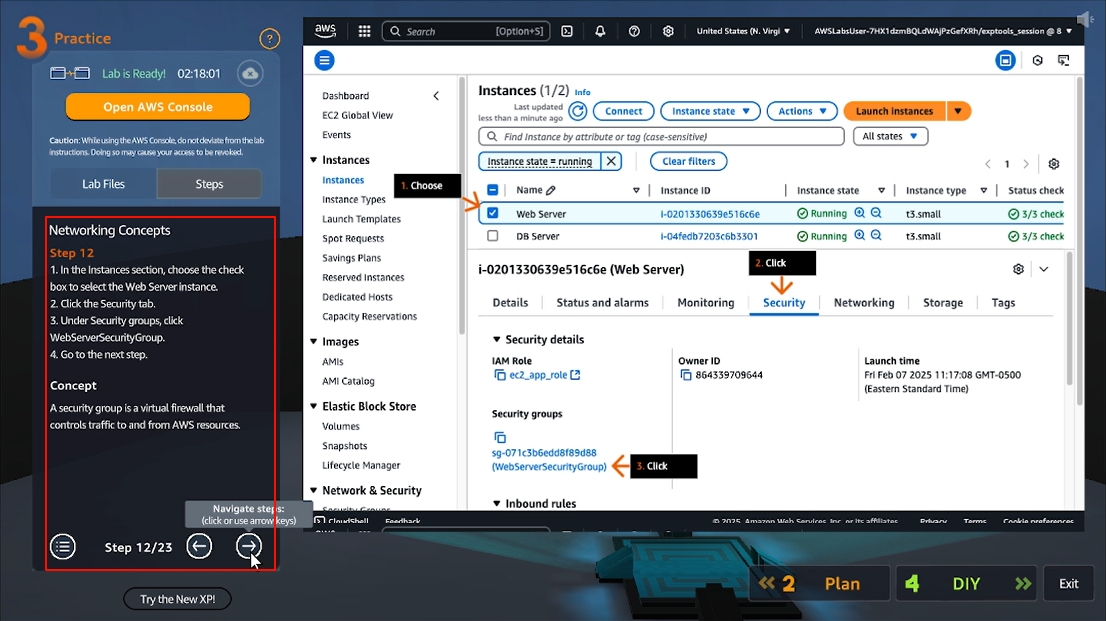 3 Practice
?
Lab is Ready! 02:18:01
Open AWS Console
Caution: While using the AWS Console, do not deviate from the lab
instructions. Doing so may cause your access to be revoked.
Lab Files
Steps
Networking Concepts
Step 12
1. In the Instances section, choose the check
box to select the Web Server instance.
2. Click the Security tab.
3. Under Security groups, click
WebServerSecurityGroup.
4. Go to the next step.
Concept
A security group is a virtual firewall that
controls traffic to and from AWS resources.
Navigate steps:
(click or use arrow keys)
Step 12/23
Try the New XP!
aws
Search
[Option+S]
United States (N. Virgi
AWSLabsUser-7HX1dzmBQLdWAjPzGefXRh/exptools_session @ 8
Dashboard
EC2 Global View
Events
Instances
Instances
Instance Types
Launch Templates
Spot Requests
Savings Plans
Reserved Instances
Dedicated Hosts
Capacity Reservations
Images
AMIs
AMI Catalog
Elastic Block Store
Volumes
Snapshots
Lifecycle Manager
Network & Security
Security Groups
Instances (1/2) Info
Last updated
less than a minute ago
Connect
Instance state
Actions
Launch instances
Find Instance by attribute or tag (case-sensitive)
All states
Instance state = running
Clear filters
1
1. Choose
Name
Instance ID
Instance state
Instance type
Status check
Web Server
i-0201330639e516c6e
Running
t3.small
3/3 check
DB Server
i-04fedb7203c6b3301
Running
t3.small
3/3 check
i-0201330639e516c6e (Web Server)
2. Click
Details
Status and alarms
Monitoring
Security
Networking
Storage
Tags
Security details
IAM Role
ec2_app_role
Owner ID
864339709644
Launch time
Fri Feb 07 2025 11:17:08 GMT-0500
(Eastern Standard Time)
Security groups
sg-071c3b6edd8f89d88
(WebServerSecurityGroup)
3. Click
Inbound rules
CloudShell
Feedback
© 2025, Amazon Web Services, Inc. or its affiliates.
Privacy
Terms
Cookie preferences
2 Plan
4 DIY
Exit